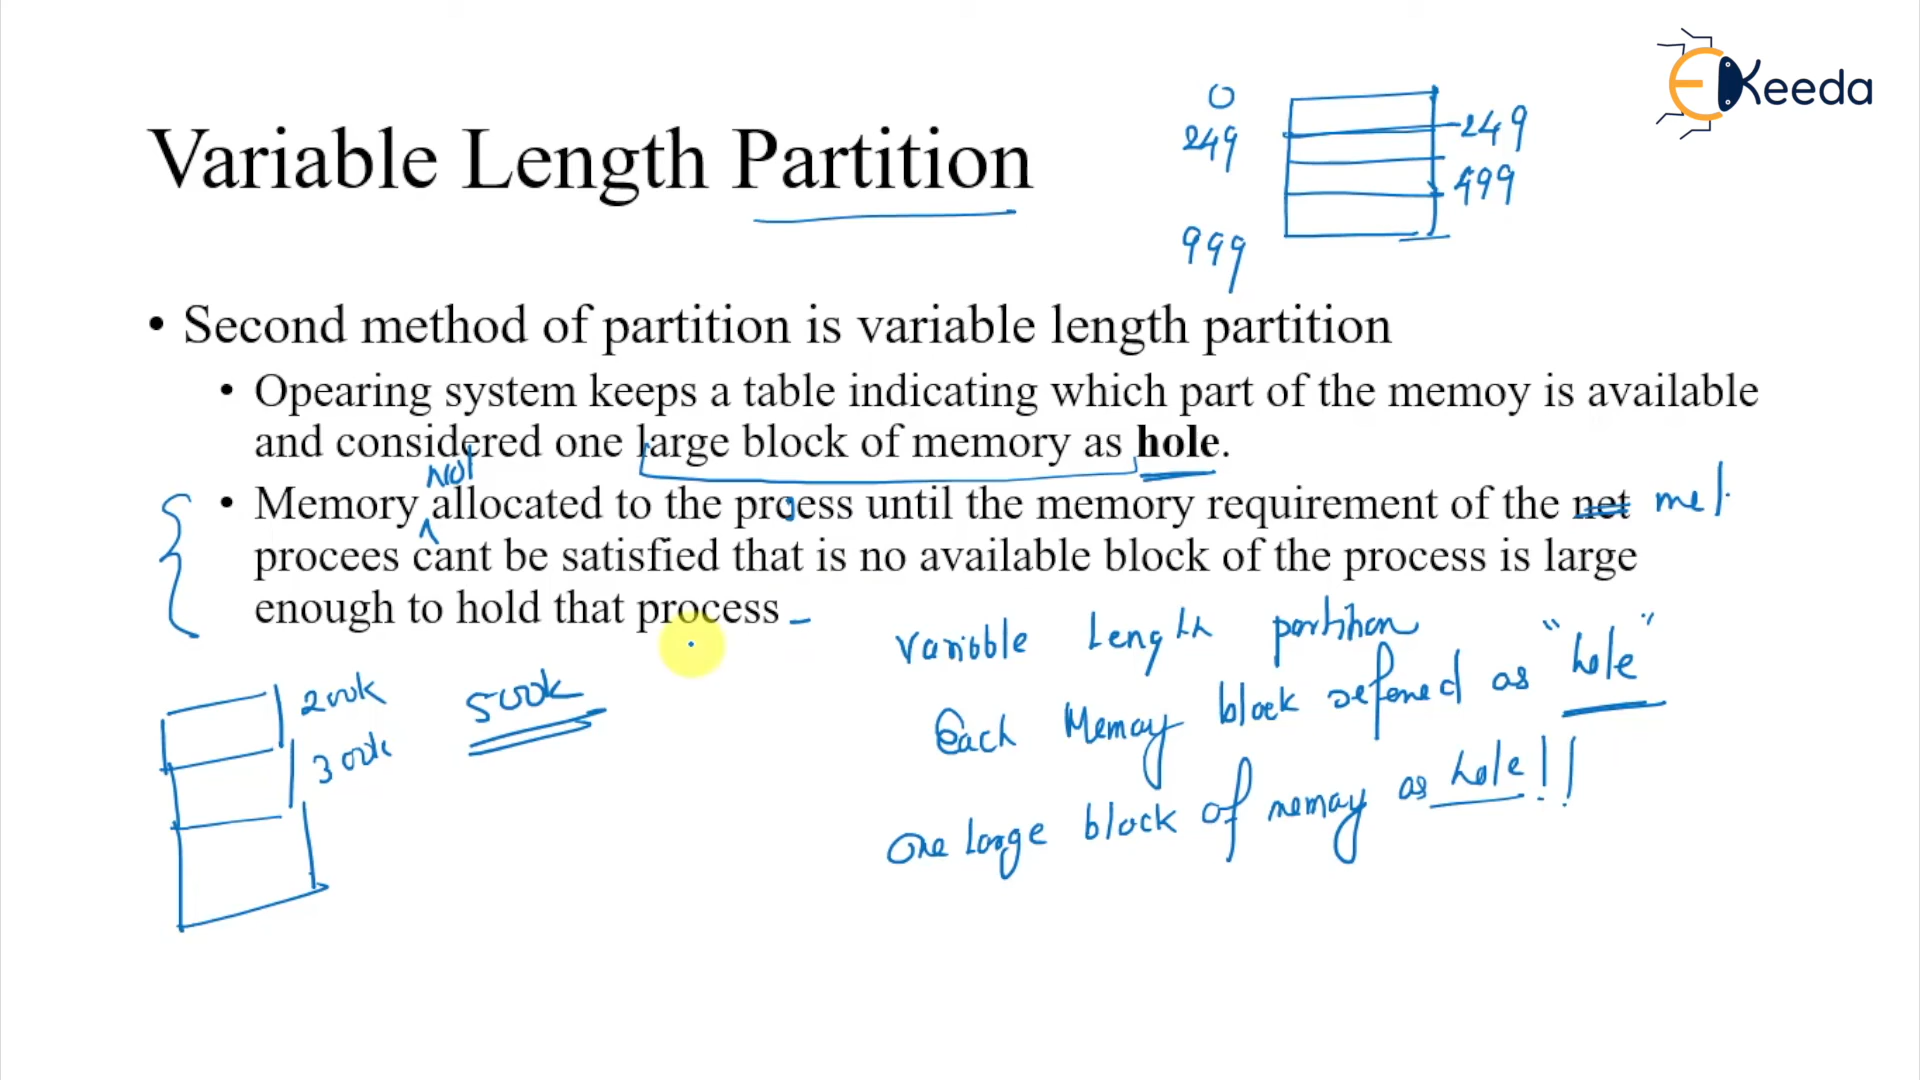 EKeeda
0
249
999
249
499
Variable Length Partition
• Second method of partition is variable length partition
• Opearing system keeps a table indicating which part of the memoy is available
and considered one large block of memory as hole.
not
• Memory allocated to the prcess until the memory requirement of the net met
procees cant be satisfied that is no available block of the process is large
enough to hold that process
200k
300k
500k
Variable Length partition
Each Memory block defined as "hole"
one large block of memory as hole!!